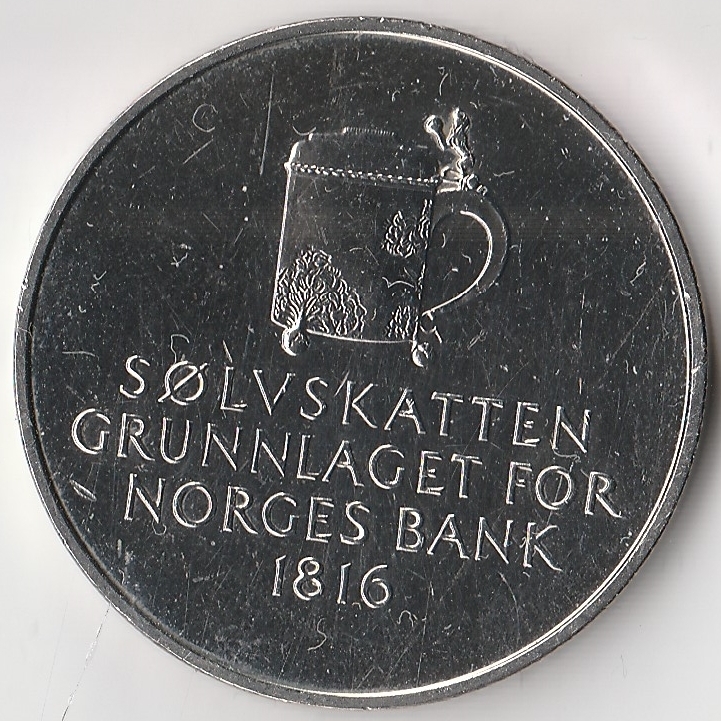 SØLVSKATTEN
GRUNNLAGET FOR
NORGES BANK
1816